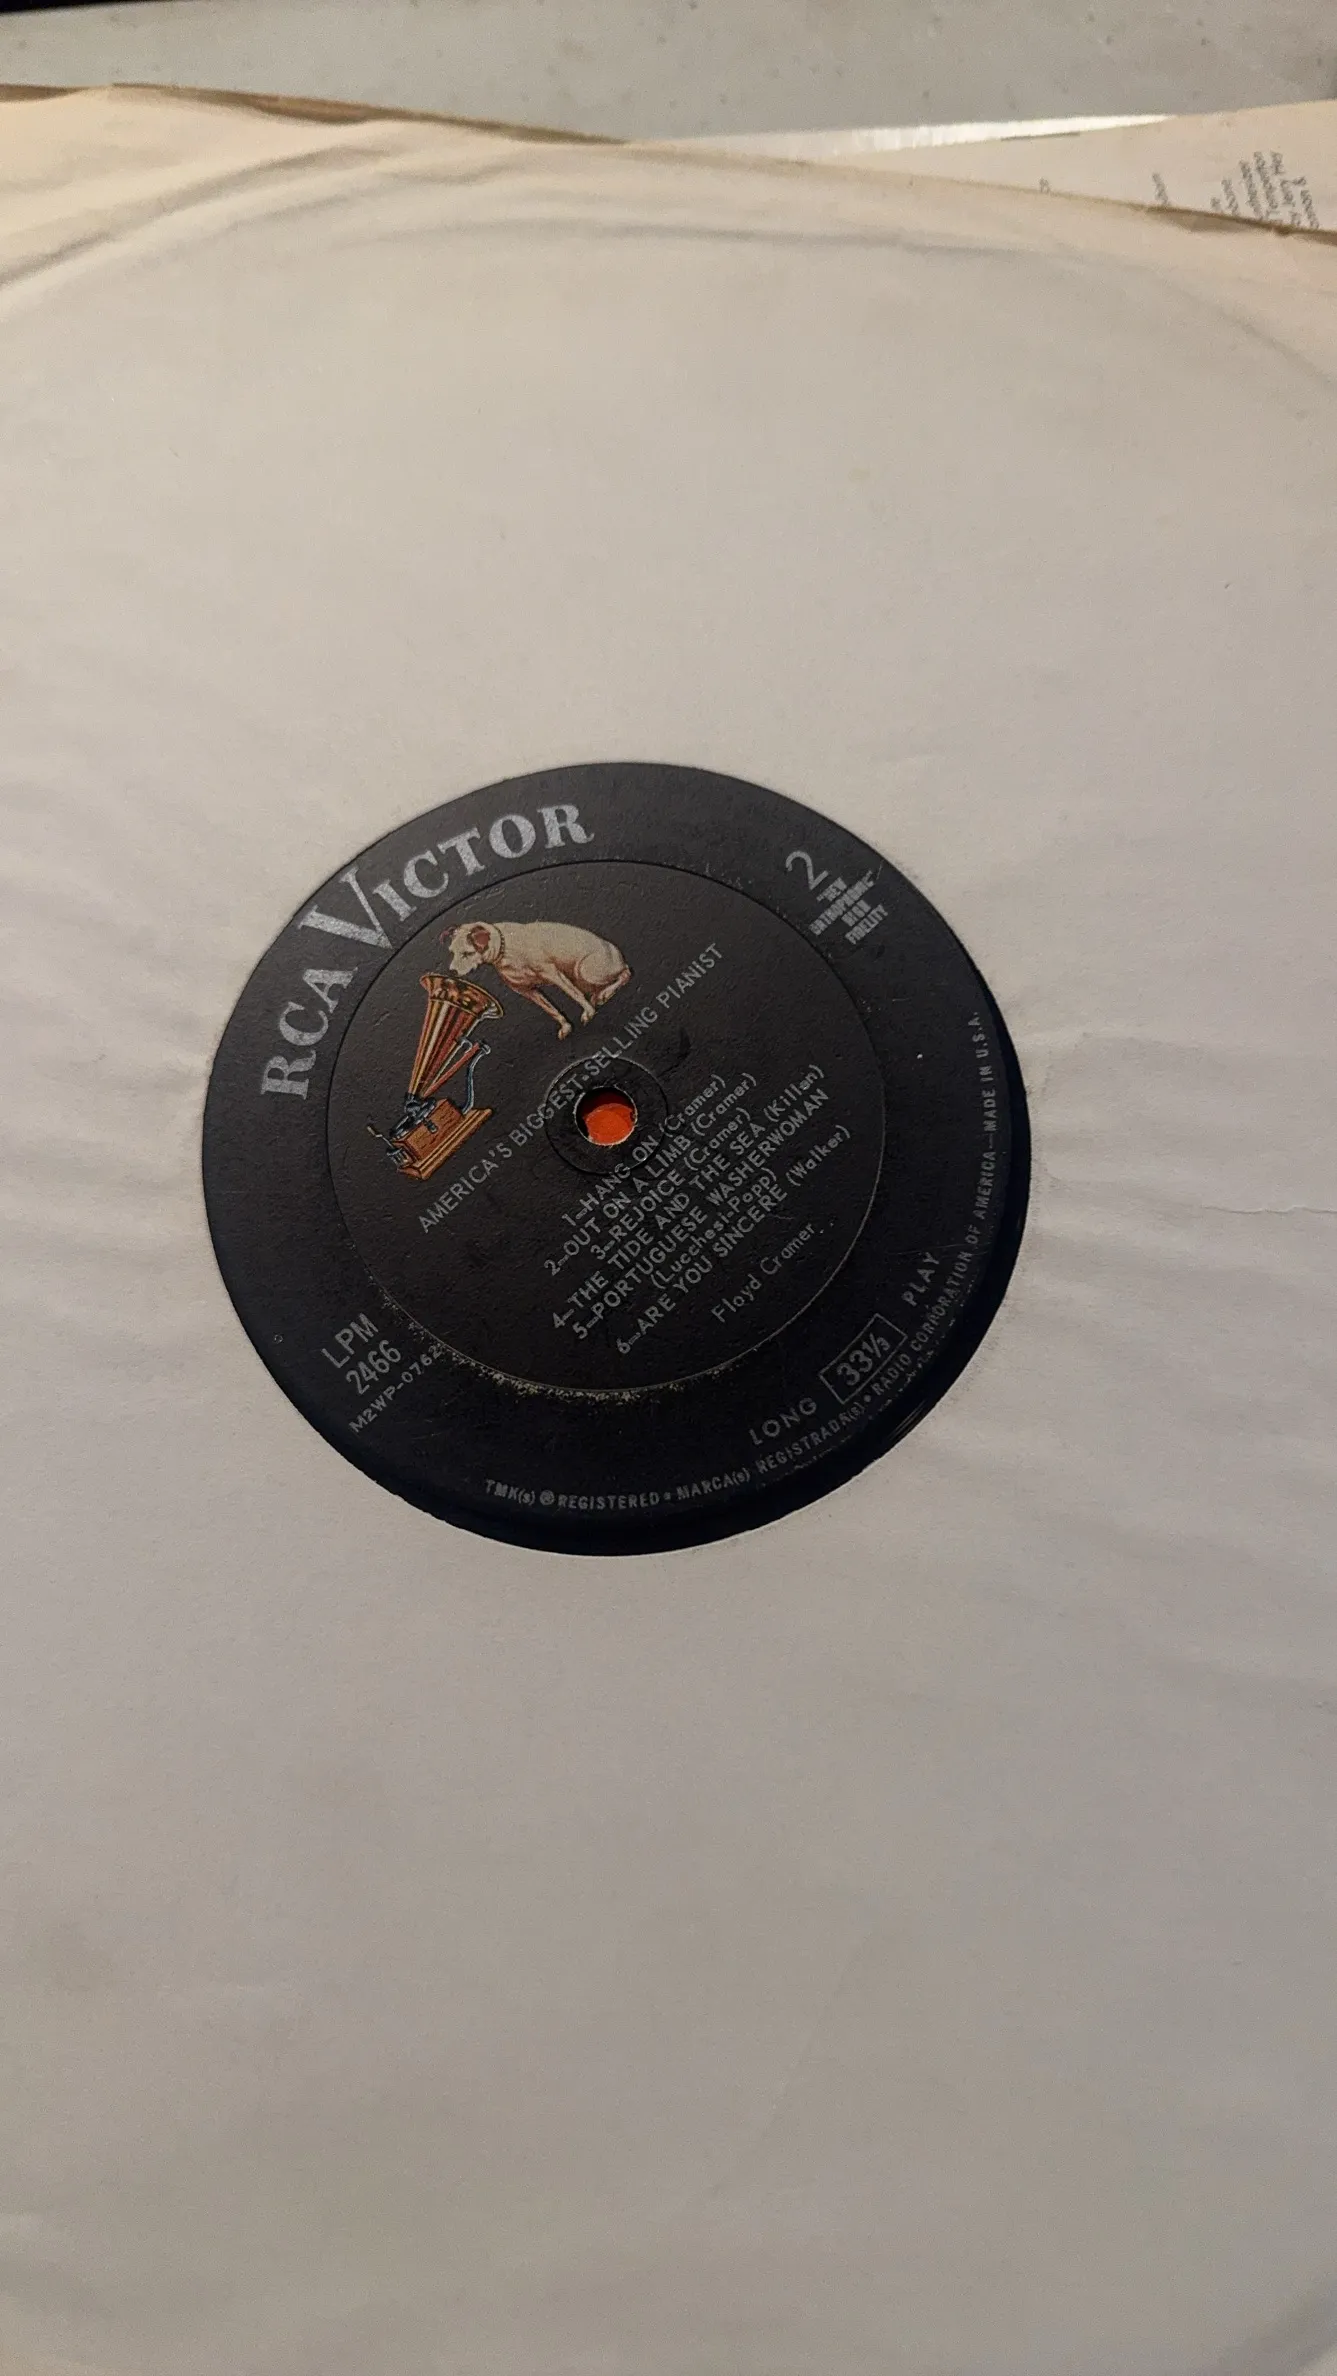 RCA VICTOR
2
"NEW
ORTHOPHONIC"
HIGH
FIDELITY
AMERICA'S BIGGEST-SELLING PIANIST
1—HANG ON (Cramer)
2—OUT ON A LIMB (Cramer)
3—REJOICE (Cramer)
4—THE TIDE AND THE SEA (Killen)
5—PORTUGUESE WASHERWOMAN
(Lucchesi-Popp)
6—ARE YOU SINCERE (Walker)
Floyd Cramer
LPM
2466
M2WP-0762
LONG 33⅓ PLAY
TMK(s) ® REGISTERED • MARCA(s) REGISTRADA(s) • RADIO CORPORATION OF AMERICA—MADE IN U.S.A.